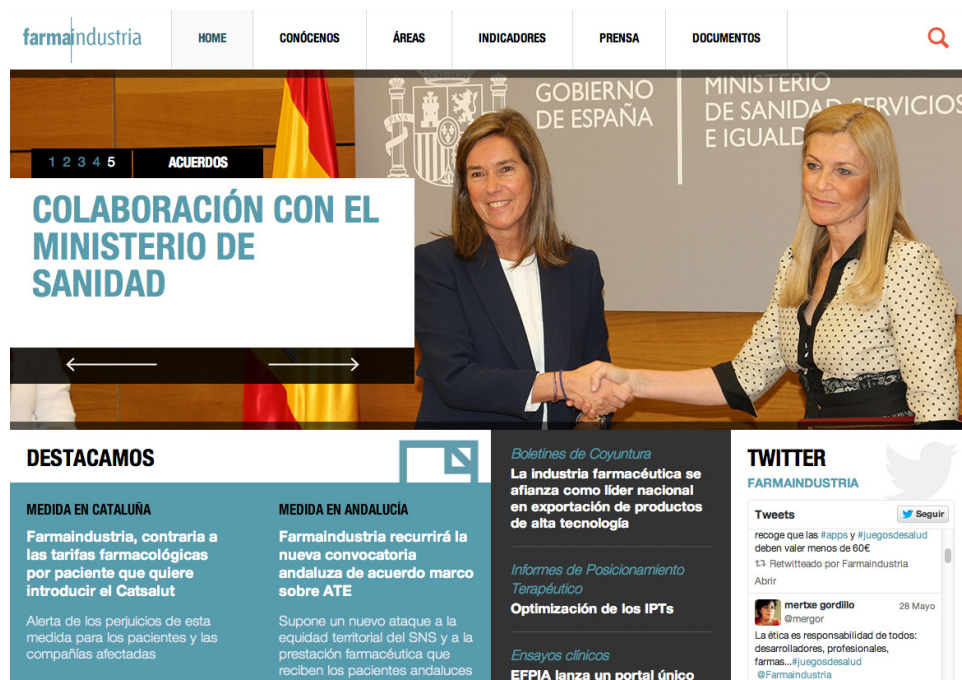 farmaindustria
HOME
CONÓCENOS
ÁREAS
INDICADORES
PRENSA
DOCUMENTOS
GOBIERNO
DE ESPAÑA
MINISTERIO
DE SANIDAD SERVICIOS
E IGUALD
PLVS
1 2 3 4 5
ACUERDOS
COLABORACIÓN CON EL
MINISTERIO DE
SANIDAD
DESTACAMOS
MEDIDA EN CATALUÑA
Farmaindustria, contraria a
las tarifas farmacológicas
por paciente que quiere
introducir el Catsalut
Alerta de los perjuicios de esta
medida para los pacientes y las
compañías afectadas
MEDIDA EN ANDALUCÍA
Farmaindustria recurrirá la
nueva convocatoria
andaluza de acuerdo marco
sobre ATE
Supone un nuevo ataque a la
equidad territorial del SNS y a la
prestación farmacéutica que
reciben los pacientes andaluces
Boletines de Coyuntura
La industria farmacéutica se
afianza como líder nacional
en exportación de productos
de alta tecnología
Informes de Posicionamiento
Terapéutico
Optimización de los IPTs
Ensayos clínicos
EFPIA lanza un portal único
TWITTER
FARMAINDUSTRIA
Tweets
Seguir
recoge que las #apps y #juegosdesalud
deben valer menos de 60€
Retwitteado por Farmaindustria
Abrir
mertxe gordillo
26 Mayo
@mergor
La ética es responsabilidad de todos:
desarrolladores, profesionales,
farmas...#juegosdesalud
@Farmaindustria